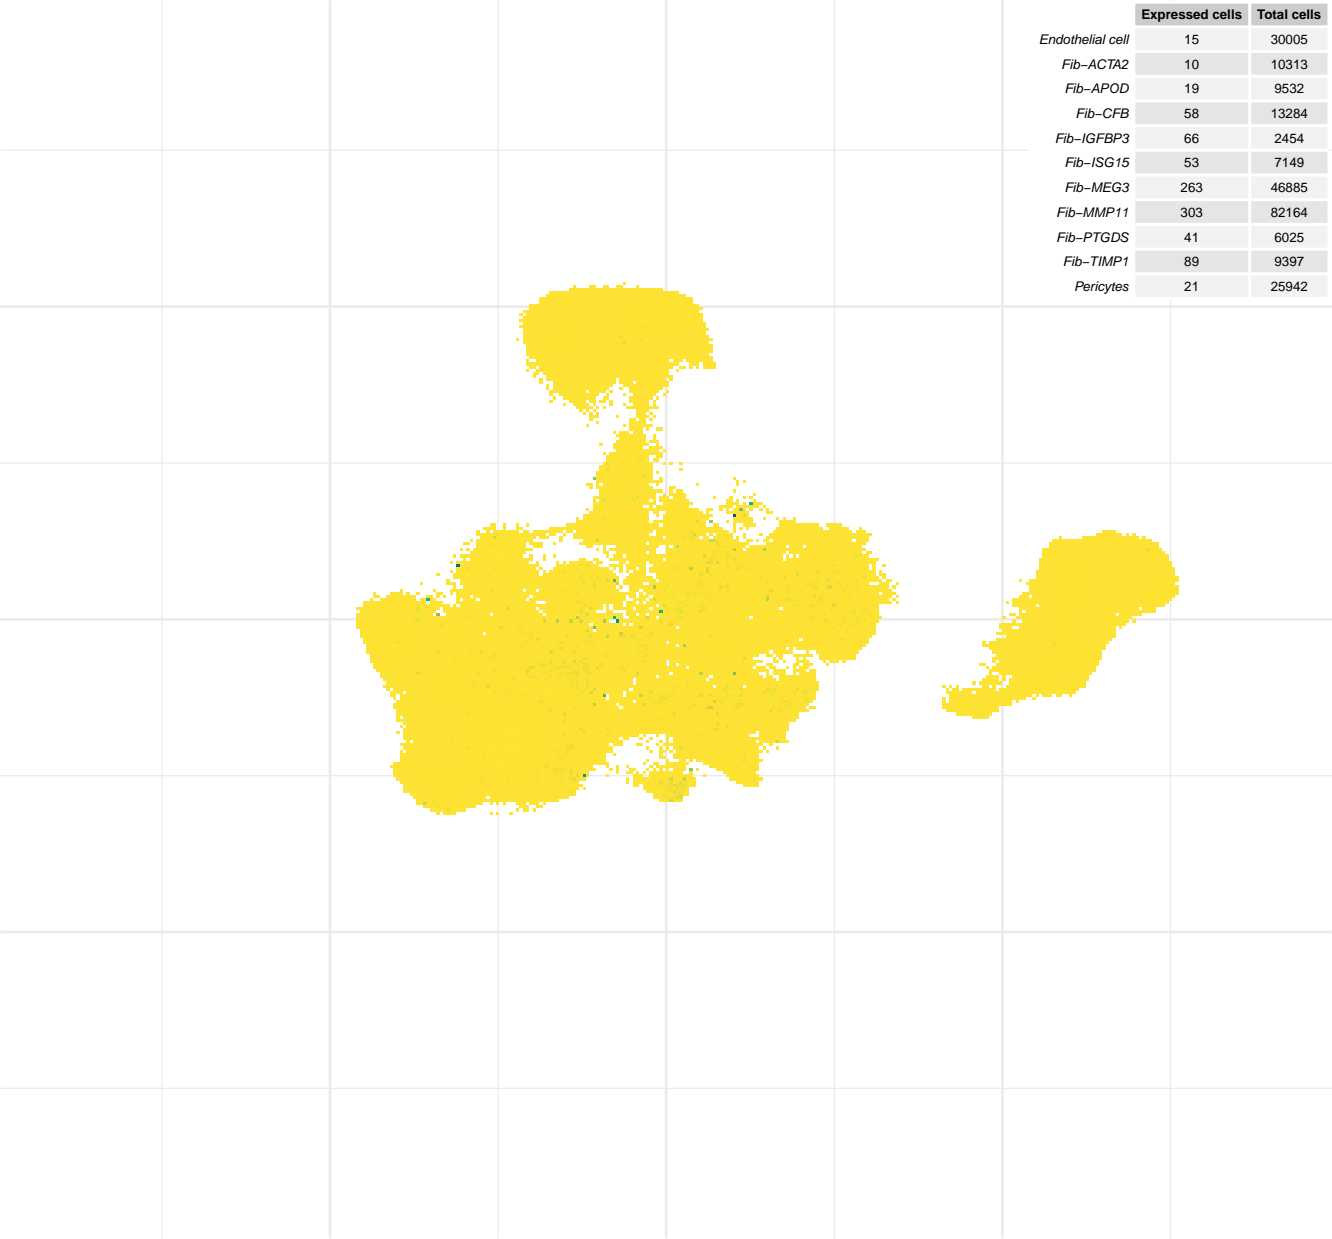 Expressed cells Total cells
Endothelial cell 15 30005
Fib−ACTA2 10 10313
Fib−APOD 19 9532
Fib−CFB 58 13284
Fib−IGFBP3 66 2454
Fib−ISG15 53 7149
Fib−MEG3 263 46885
Fib−MMP11 303 82164
Fib−PTGDS 41 6025
Fib−TIMP1 89 9397
Pericytes 21 25942